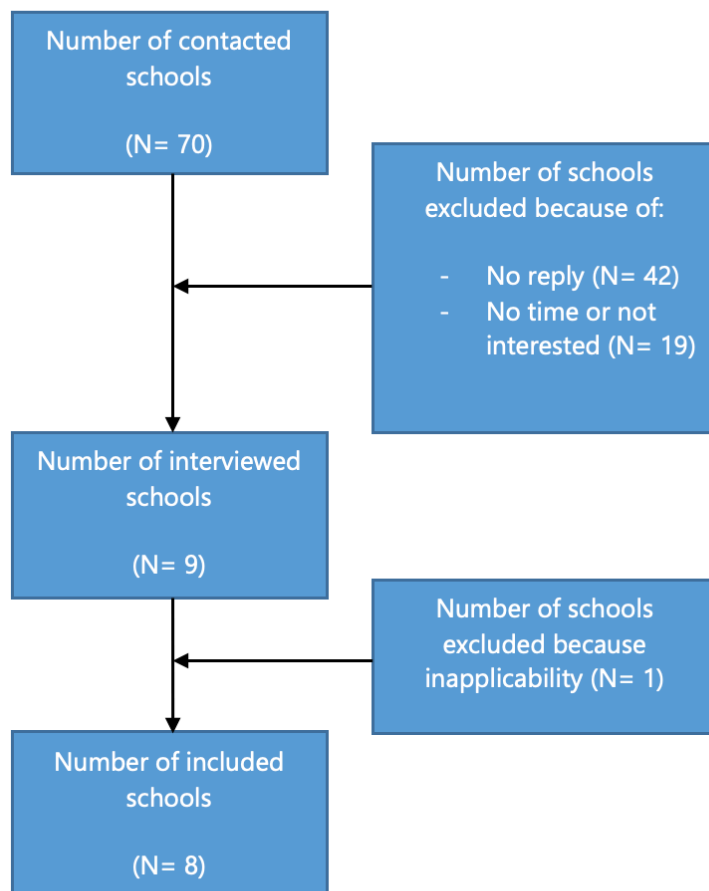 Number of contacted
schools
(N= 70)
Number of schools
excluded because of:
- No reply (N= 42)
- No time or not
interested (N= 19)
Number of interviewed
schools
(N= 9)
Number of schools
excluded because
inapplicability (N= 1)
Number of included
schools
(N= 8)